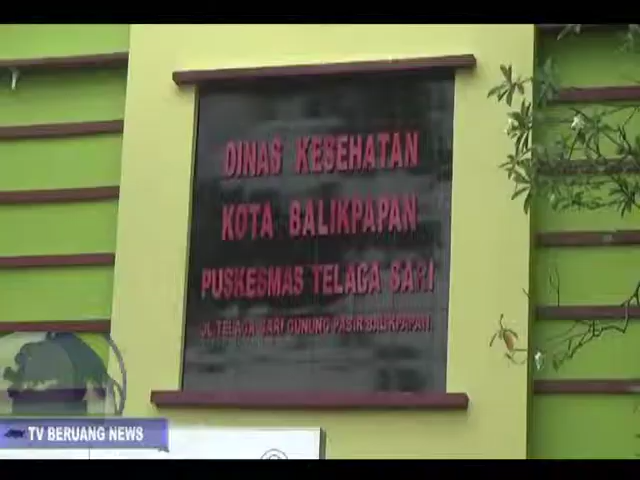 DINAS KESEHATAN
KOTA BALIKPAPAN
PUSKESMAS TELAGA SARI
JL.TELAGA SARI GUNUNG PASIR BALIKPAPAN
TV BERUANG NEWS